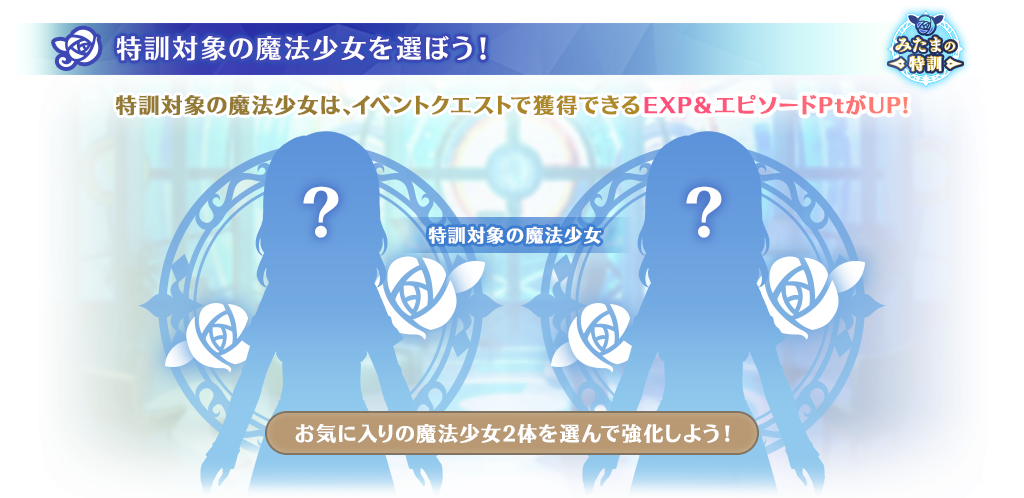 特訓対象の魔法少女を選ぼう!
みたまの
特訓
特訓対象の魔法少女は、イベントクエストで獲得できるEXP&エピソードPtがUP!
?
?
特訓対象の魔法少女
お気に入りの魔法少女2体を選んで強化しよう!